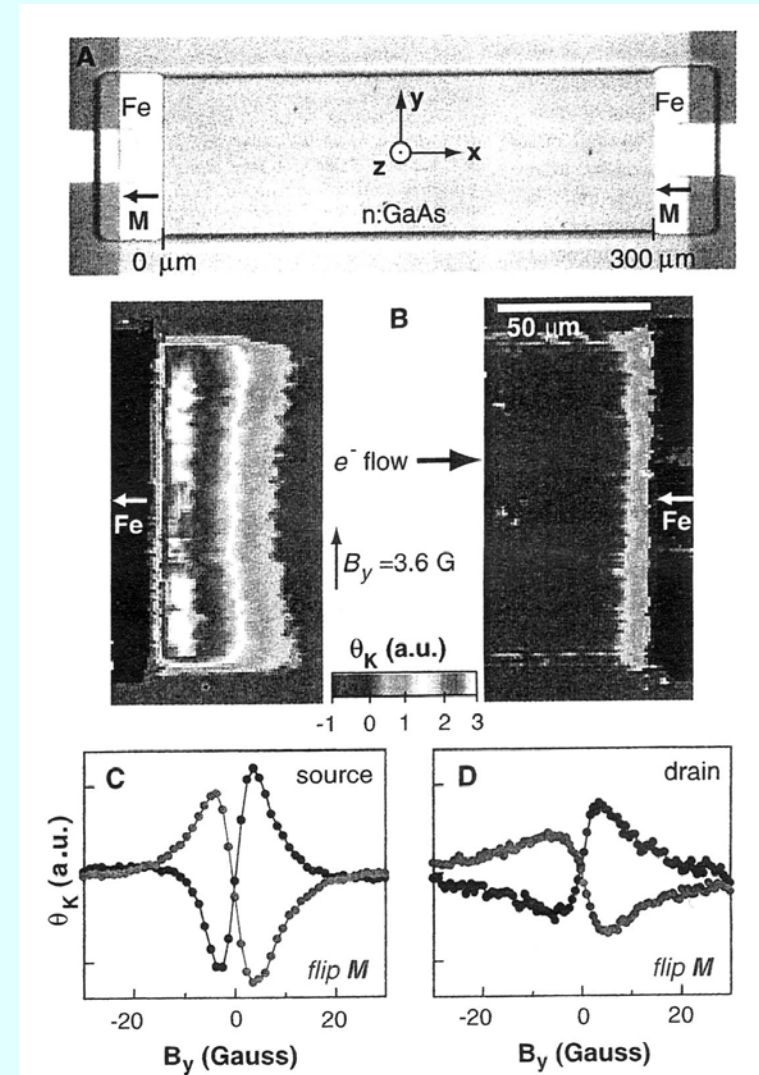 A
Fe
Fe
y
z
x
M
n:GaAs
M
0 μm
300 μm
B
50 μm
e⁻ flow
Fe
Fe
B_y =3.6 G
θ_K (a.u.)
-1 0 1 2 3
C source
D drain
θ_K (a.u.)
flip M
flip M
-20 0 20
-20 0 20
B_y (Gauss)
B_y (Gauss)